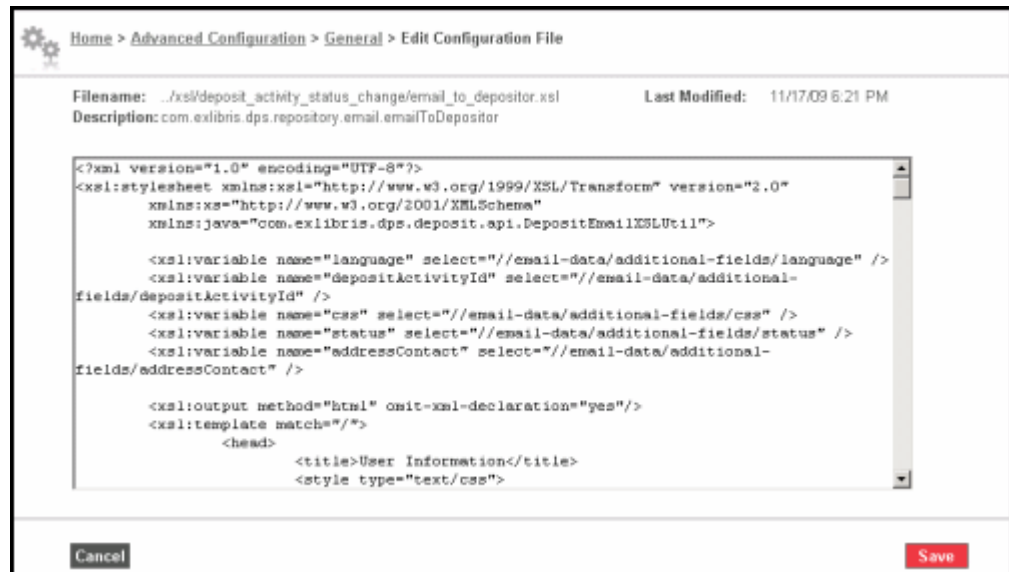 Home > Advanced Configuration > General > Edit Configuration File
Filename: ../xsl/deposit_activity_status_change/email_to_depositor.xsl Last Modified: 11/17/09 6:21 PM
Description: com.exlibris.dps.repository.email.emailToDepositor
<?xml version="1.0" encoding="UTF-8"?>
<xsl:stylesheet xmlns:xsl="http://www.w3.org/1999/XSL/Transform" version="2.0"
xmlns:xs="http://www.w3.org/2001/XMLSchema"
xmlns:java="com.exlibris.dps.deposit.api.DepositEmailXSLUtil">
<xsl:variable name="language" select="//email-data/additional-fields/language" />
<xsl:variable name="depositActivityId" select="//email-data/additional-
fields/depositActivityId" />
<xsl:variable name="css" select="//email-data/additional-fields/css" />
<xsl:variable name="status" select="//email-data/additional-fields/status" />
<xsl:variable name="addressContact" select="//email-data/additional-
fields/addressContact" />
<xsl:output method="html" omit-xml-declaration="yes"/>
<xsl:template match="/">
<head>
<title>User Information</title>
<style type="text/css">
Cancel Save